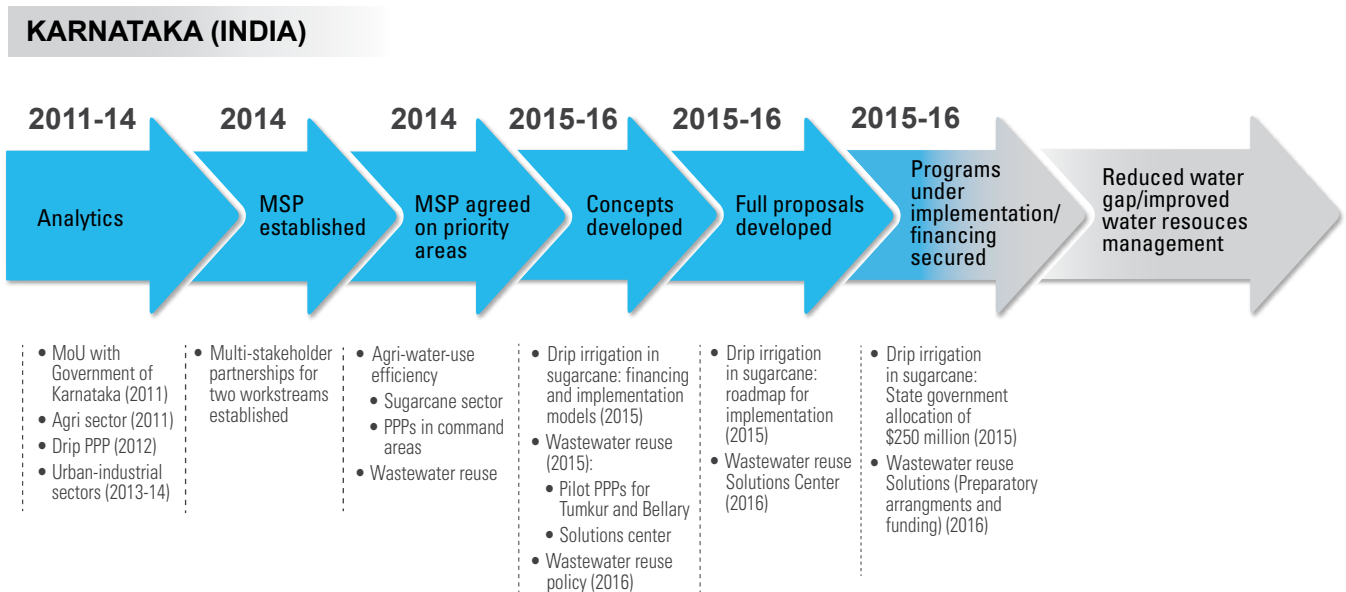 KARNATAKA (INDIA)
2011-14
2014
2014
2015-16
2015-16
2015-16
Analytics
MSP
established
MSP agreed
on priority
areas
Concepts
developed
Full proposals
developed
Programs
under
implementation/
financing
secured
Reduced water
gap/improved
water resouces
management
• MoU with
Government of
Karnataka (2011)
• Agri sector (2011)
• Drip PPP (2012)
• Urban-industrial
sectors (2013-14)
• Multi-stakeholder
partnerships for
two workstreams
established
• Agri-water-use
efficiency
• Sugarcane sector
• PPPs in command
areas
• Wastewater reuse
• Drip irrigation in
sugarcane: financing
and implementation
models (2015)
• Wastewater reuse
(2015):
• Pilot PPPs for
Tumkur and Bellary
• Solutions center
• Wastewater reuse
policy (2016)
• Drip irrigation
in sugarcane:
roadmap for
implementation
(2015)
• Wastewater reuse
Solutions Center
(2016)
• Drip irrigation
in sugarcane:
State government
allocation of
$250 million (2015)
• Wastewater reuse
Solutions (Preparatory
arrangments and
funding) (2016)